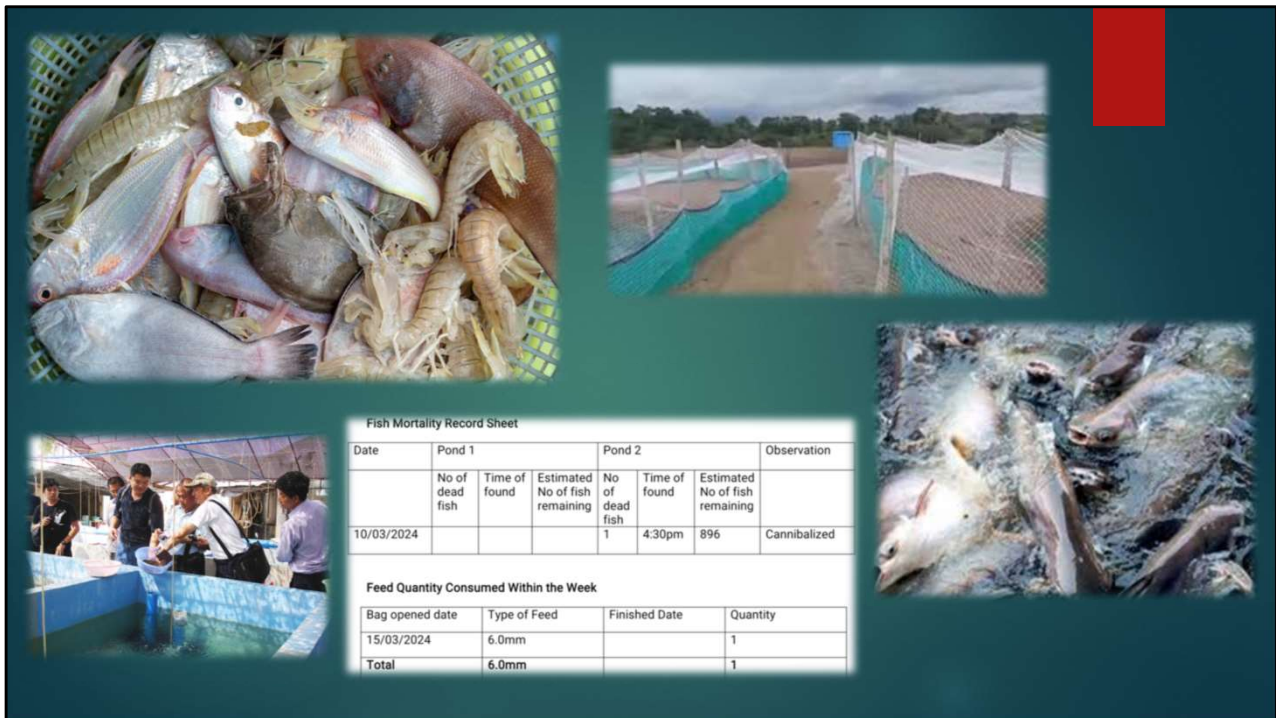 Fish Mortality Record Sheet
Date Pond 1 Pond 2 Observation
No of dead fish Time of found Estimated No of fish remaining No of dead fish Time of found Estimated No of fish remaining
10/03/2024 1 4:30pm 896 Cannibalized
Feed Quantity Consumed Within the Week
Bag opened date Type of Feed Finished Date Quantity
15/03/2024 6.0mm 1
Total 6.0mm 1